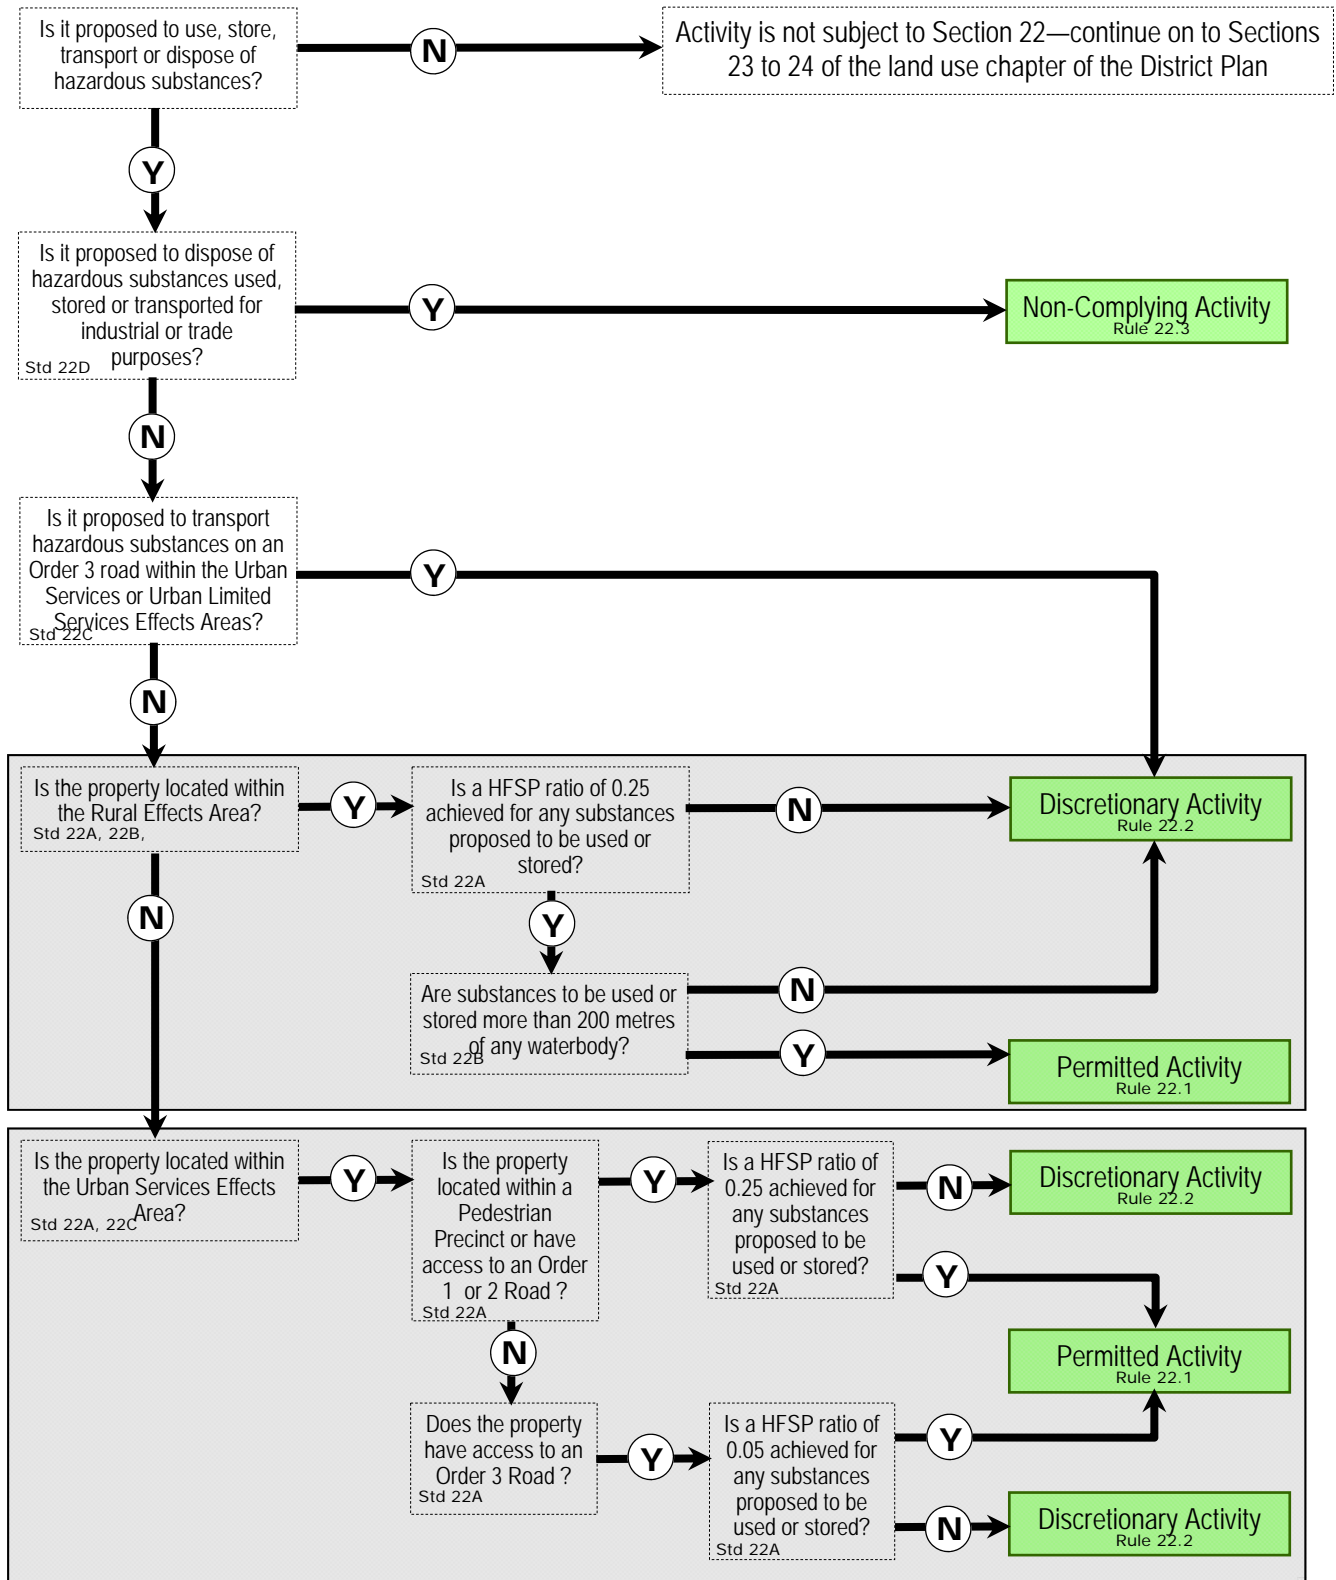 Is it proposed to use, store,
transport or dispose of
hazardous substances?
N
Activity is not subject to Section 22—continue on to Sections
23 to 24 of the land use chapter of the District Plan
Y
Is it proposed to dispose of
hazardous substances used,
stored or transported for
industrial or trade
purposes?
Std 22D
Y
Non-Complying Activity
Rule 22.3
N
Is it proposed to transport
hazardous substances on an
Order 3 road within the Urban
Services or Urban Limited
Services Effects Areas?
Std 22C
Y
N
Is the property located within
the Rural Effects Area?
Std 22A, 22B,
Y
Is a HFSP ratio of 0.25
achieved for any substances
proposed to be used or
stored?
Std 22A
N
Discretionary Activity
Rule 22.2
N
Y
Are substances to be used or
stored more than 200 metres
of any waterbody?
Std 22B
N
Y
Permitted Activity
Rule 22.1
Is the property located within
the Urban Services Effects
Area?
Std 22A, 22C
Y
Is the property
located within a
Pedestrian
Precinct or have
access to an Order
1 or 2 Road ?
Std 22A
Y
Is a HFSP ratio of
0.25 achieved for
any substances
proposed to be
used or stored?
Std 22A
N
Discretionary Activity
Rule 22.2
Y
N
Permitted Activity
Rule 22.1
Does the property
have access to an
Order 3 Road ?
Std 22A
Y
Is a HFSP ratio of
0.05 achieved for
any substances
proposed to be
used or stored?
Std 22A
Y
N
Discretionary Activity
Rule 22.2